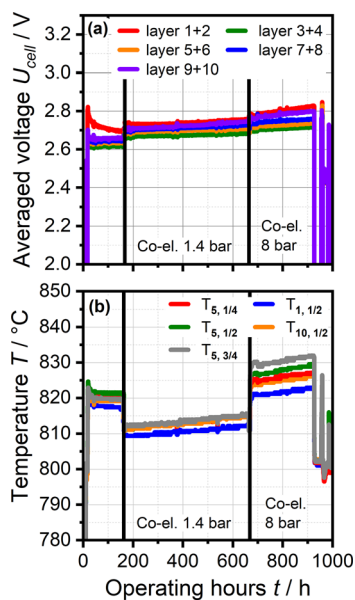 (a)
layer 1+2
layer 3+4
layer 5+6
layer 7+8
layer 9+10
Averaged voltage Ucell / V
3.2
3.0
2.8
2.6
2.4
2.2
2.0
Co-el. 1.4 bar
Co-el.
8 bar
(b)
T5, 1/4
T1, 1/2
T5, 1/2
T10, 1/2
T5, 3/4
Temperature T / °C
850
840
830
820
810
800
790
780
Co-el. 1.4 bar
Co-el.
8 bar
0 200 400 600 800 1000
Operating hours t / h